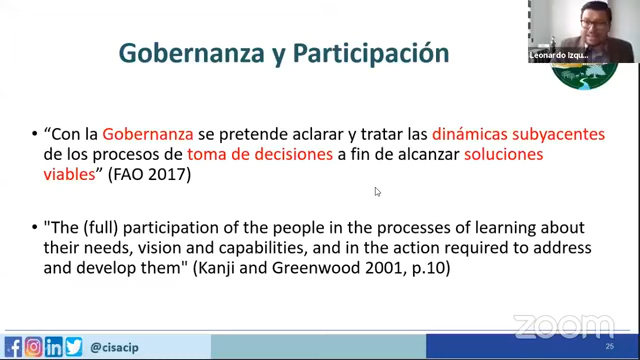 Gobernanza y Participación
Leonardo Izqu...
• “Con la Gobernanza se pretende aclarar y tratar las dinámicas subyacentes
de los procesos de toma de decisiones a fin de alcanzar soluciones
viables” (FAO 2017)
• "The (full) participation of the people in the processes of learning about
their needs, vision and capabilities, and in the action required to address
and develop them" (Kanji and Greenwood 2001, p.10)
zoom
@cisacip
25